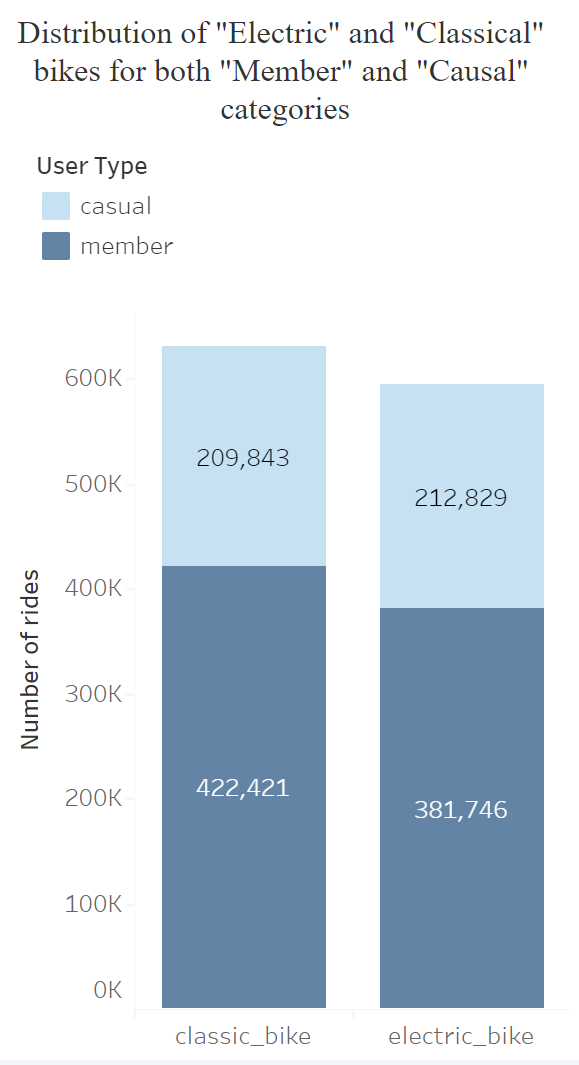 Distribution of "Electric" and "Classical"
bikes for both "Member" and "Causal"
categories
User Type
casual
member
600K
500K
400K
300K
200K
100K
0K
Number of rides
209,843
212,829
422,421
381,746
classic_bike
electric_bike